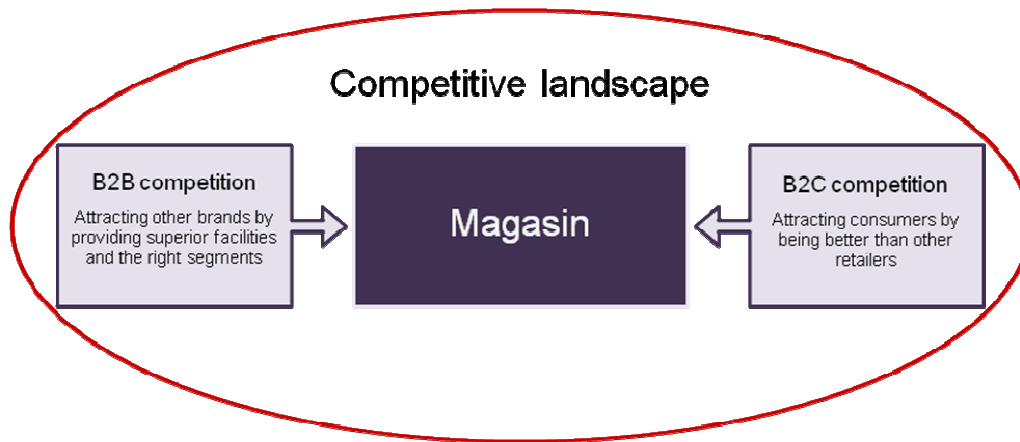 Competitive landscape
B2B competition
Attracting other brands by
providing superior facilities
and the right segments
Magasin
B2C competition
Attracting consumers by
being better than other
retailers